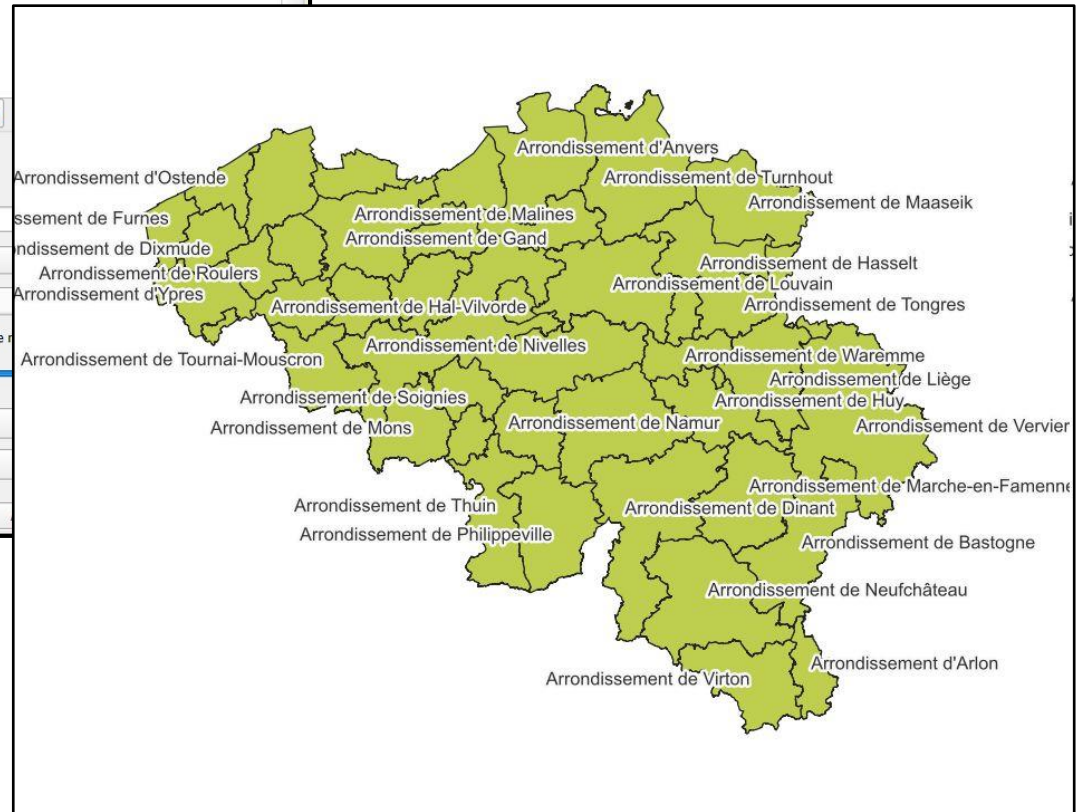 Arrondissement d'Anvers
Arrondissement d'Ostende
Arrondissement de Turnhout
Arrondissement de Maaseik
ssement de Furnes
Arrondissement de Malines
Arrondissement de Gand
ndissement de Dixmude
Arrondissement de Hasselt
Arrondissement de Roulers
Arrondissement de Louvain
Arrondissement d'Ypres
Arrondissement de Tongres
Arrondissement de Hal-Vilvorde
Arrondissement de Nivelles
Arrondissement de Tournai-Mouscron
Arrondissement de Waremme
Arrondissement de Liège
Arrondissement de Soignies
Arrondissement de Huy
Arrondissement de Namur
Arrondissement de Mons
Arrondissement de Vervier
Arrondissement de Marche-en-Famenne
Arrondissement de Thuin
Arrondissement de Dinant
Arrondissement de Philippeville
Arrondissement de Bastogne
Arrondissement de Neufchâteau
Arrondissement d'Arlon
Arrondissement de Virton